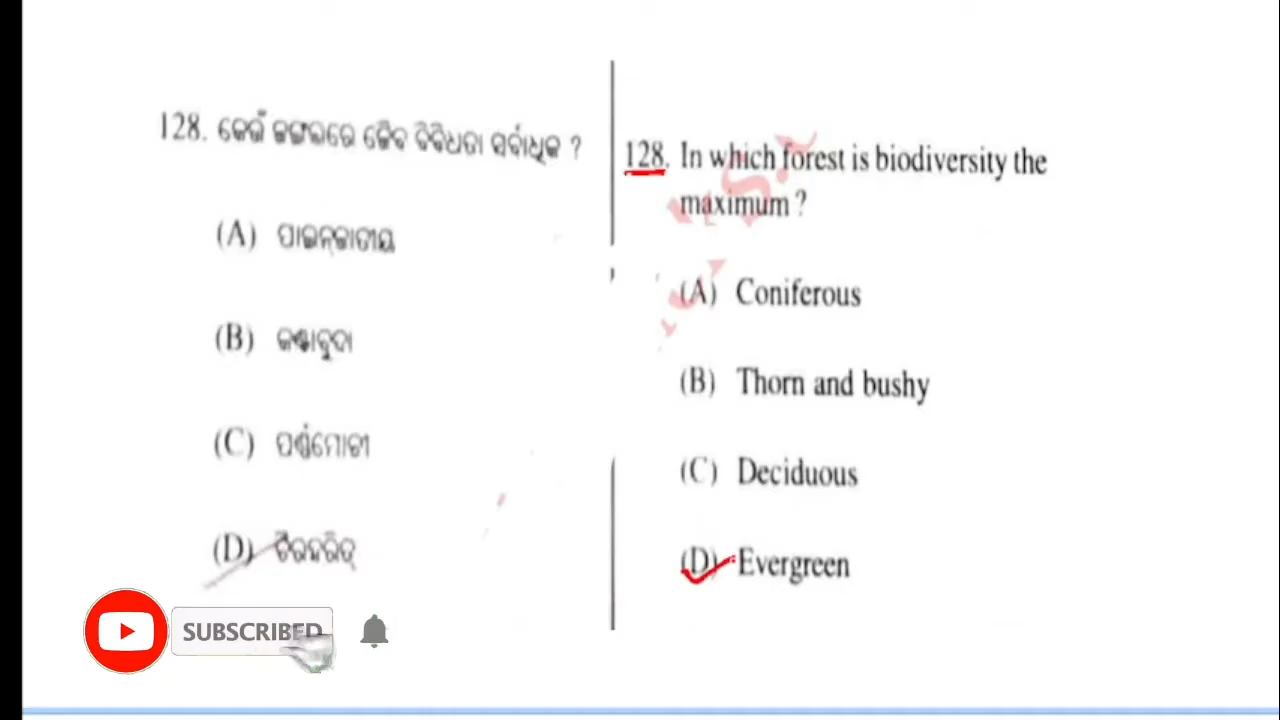 128. କେଉଁ ଜଙ୍ଗଲରେ ଜୈବ ବିବିଧତା ସର୍ବାଧିକ ?
(A) ପାଇନ୍‌ଜାତୀୟ
(B) କଣ୍ଟାବୁଦା
(C) ପର୍ଣ୍ଣମୋଚୀ
(D) ଚିରହରିତ୍
128. In which forest is biodiversity the
maximum ?
(A) Coniferous
(B) Thorn and bushy
(C) Deciduous
(D) Evergreen
SUBSCRIBED